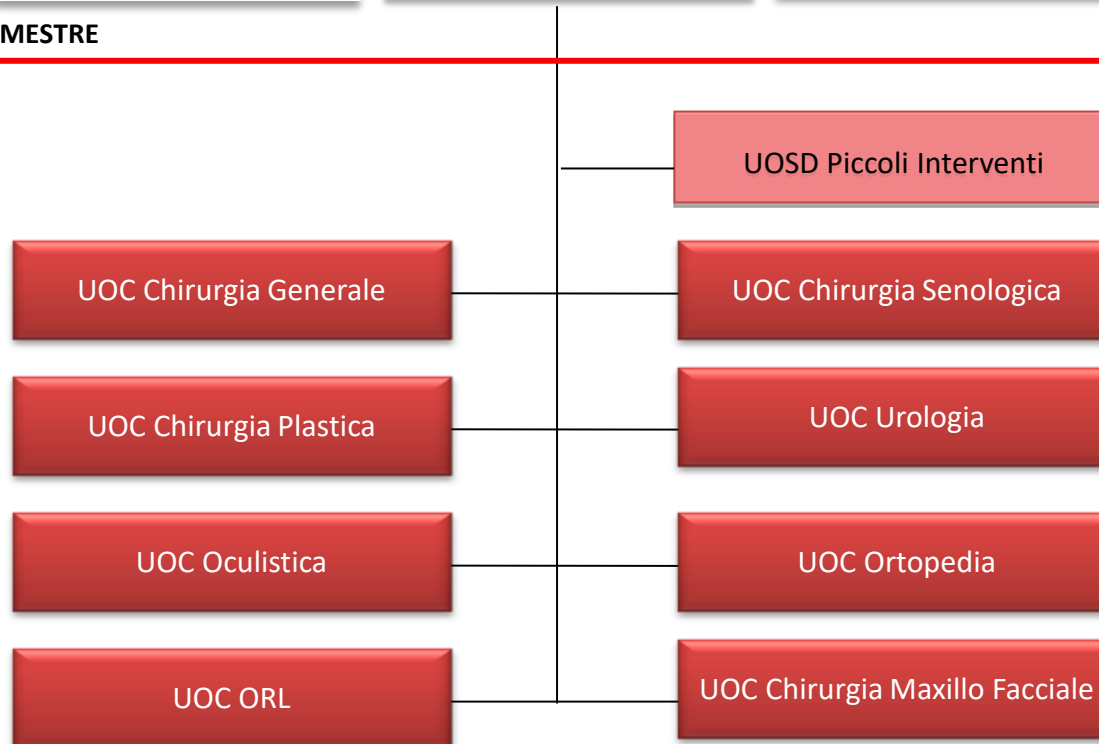 MESTRE
UOSD Piccoli Interventi
UOC Chirurgia Generale
UOC Chirurgia Senologica
UOC Chirurgia Plastica
UOC Urologia
UOC Oculistica
UOC Ortopedia
UOC ORL
UOC Chirurgia Maxillo Facciale